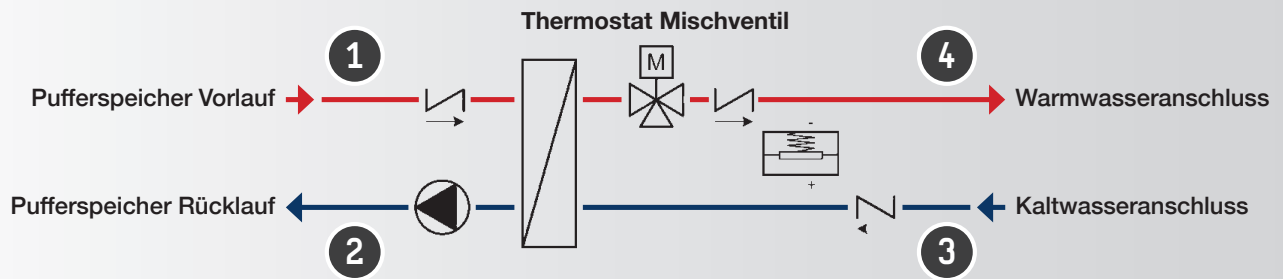 Thermostat Mischventil
1
M
4
Pufferspeicher Vorlauf
Warmwasseranschluss
-
+
Pufferspeicher Rücklauf
Kaltwasseranschluss
2
3